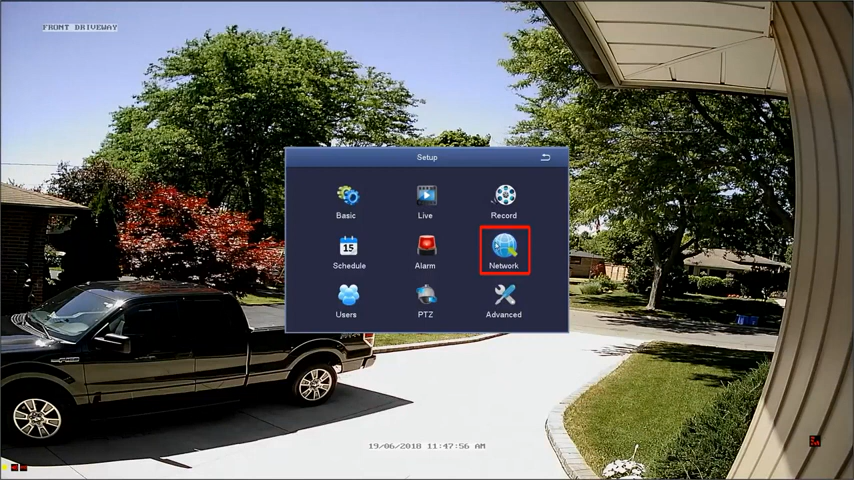 FRONT DRIVEWAY
Setup
Basic
Live
Record
15
Schedule
Alarm
Network
Users
PTZ
Advanced
19/06/2018 11:47:56 AM